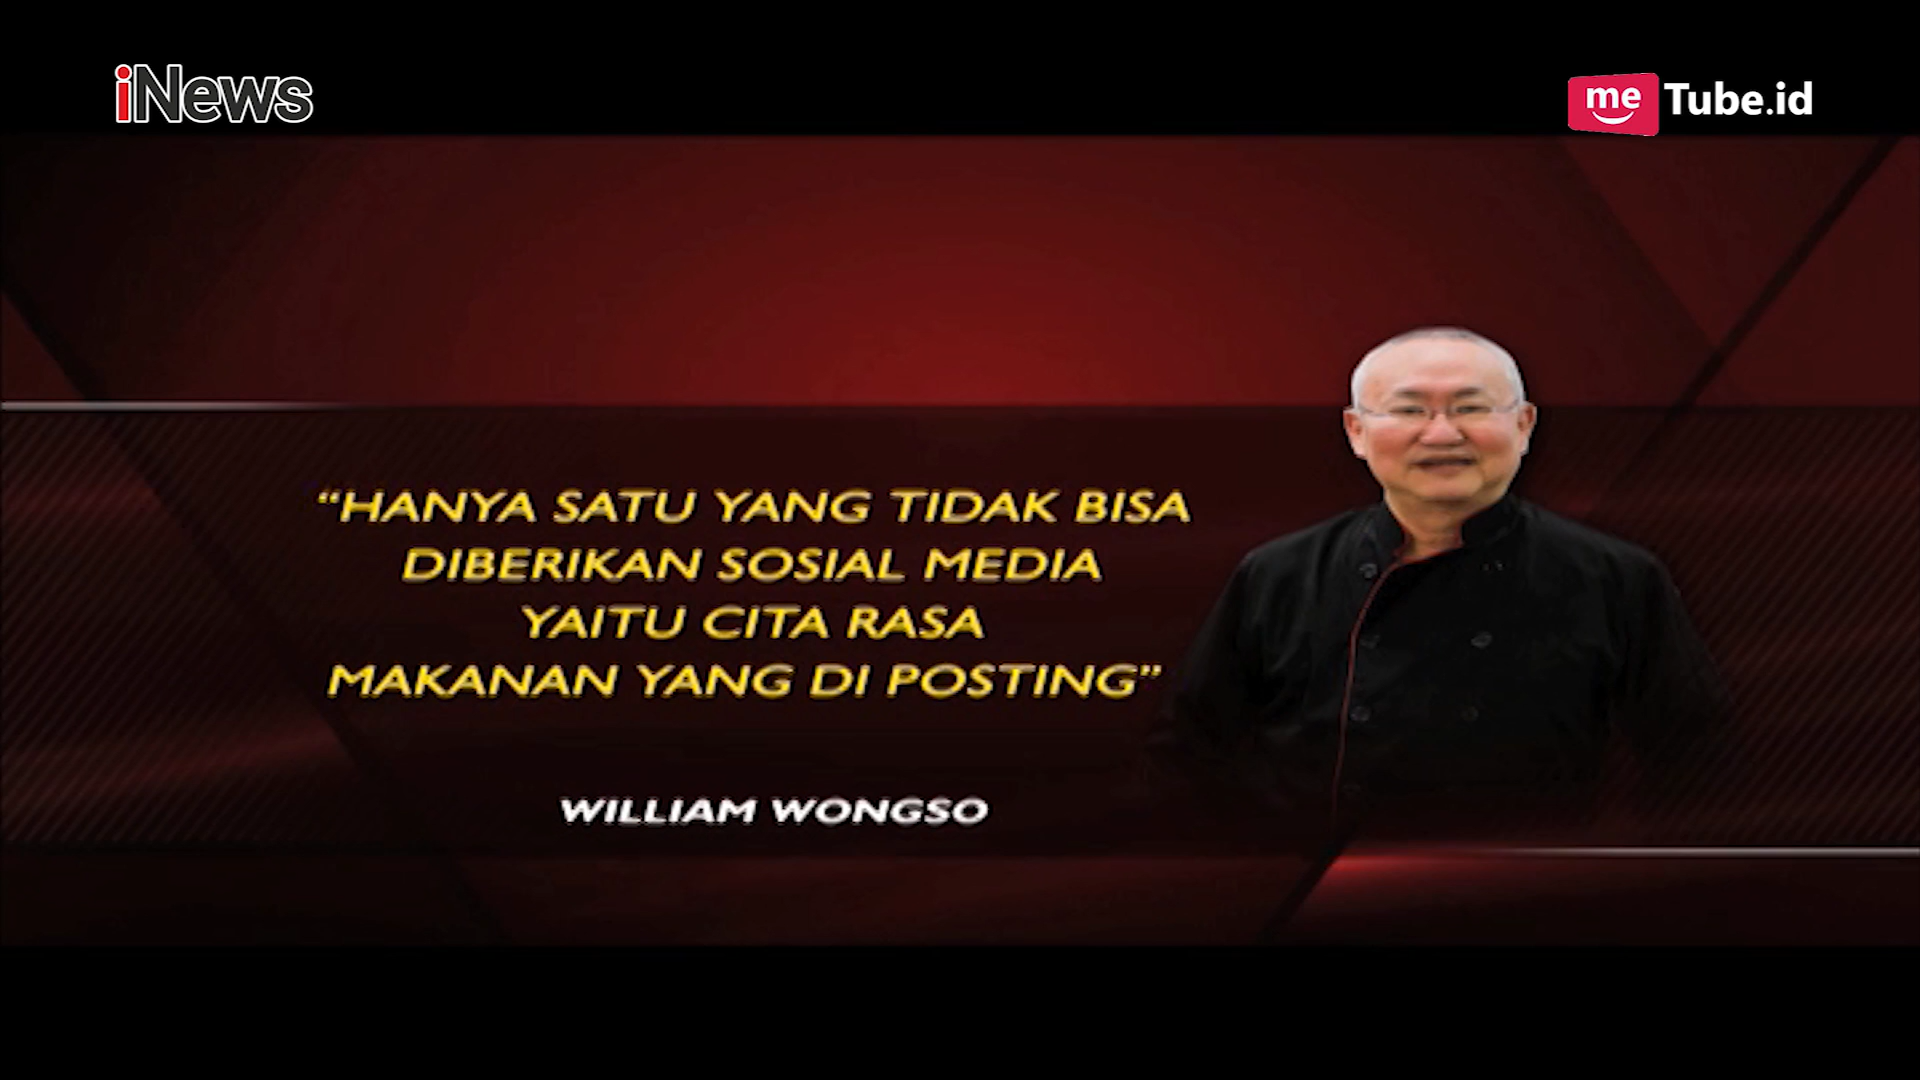 iNews
me Tube.id
“HANYA SATU YANG TIDAK BISA
DIBERIKAN SOSIAL MEDIA
YAITU CITA RASA
MAKANAN YANG DI POSTING”
WILLIAM WONGSO